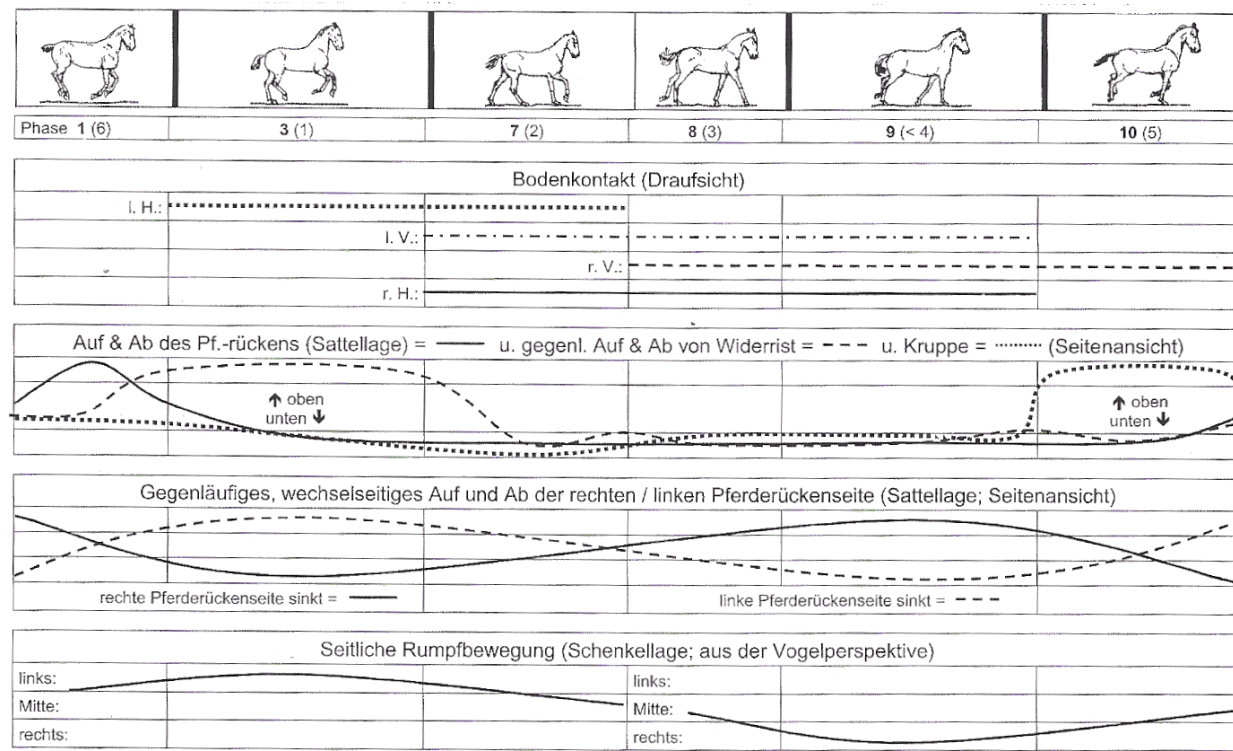 Phase 1 (6) 3 (1) 7 (2) 8 (3) 9 (< 4) 10 (5)
Bodenkontakt (Draufsicht)
l. H.:
l. V.:
r. V.:
r. H.:
Auf & Ab des Pf.-rückens (Sattellage) = u. gegenl. Auf & Ab von Widerrist = u. Kruppe = (Seitenansicht)
↑ oben ↑ oben
unten ↓ unten ↓
Gegenläufiges, wechselseitiges Auf und Ab der rechten / linken Pferderückenseite (Sattellage; Seitenansicht)
rechte Pferderückenseite sinkt = linke Pferderückenseite sinkt =
Seitliche Rumpfbewegung (Schenkellage; aus der Vogelperspektive)
links: links:
Mitte: Mitte:
rechts: rechts: